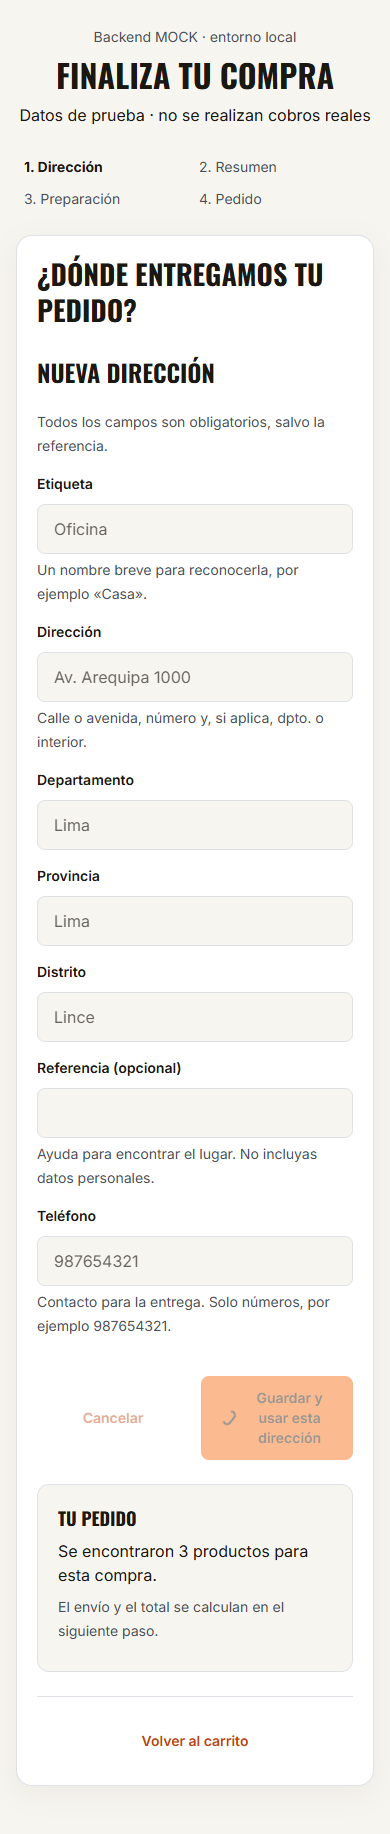 Backend MOCK · entorno local
FINALIZA TU COMPRA
Datos de prueba · no se realizan cobros reales
1. Dirección
2. Resumen
3. Preparación
4. Pedido
¿DÓNDE ENTREGAMOS TU
PEDIDO?
NUEVA DIRECCIÓN
Todos los campos son obligatorios, salvo la
referencia.
Etiqueta
Oficina
Un nombre breve para reconocerla, por
ejemplo «Casa».
Dirección
Av. Arequipa 1000
Calle o avenida, número y, si aplica, dpto. o
interior.
Departamento
Lima
Provincia
Lima
Distrito
Lince
Referencia (opcional)
Ayuda para encontrar el lugar. No incluyas
datos personales.
Teléfono
987654321
Contacto para la entrega. Solo números, por
ejemplo 987654321.
Cancelar
Guardar y
usar esta
dirección
TU PEDIDO
Se encontraron 3 productos para
esta compra.
El envío y el total se calculan en el
siguiente paso.
Volver al carrito